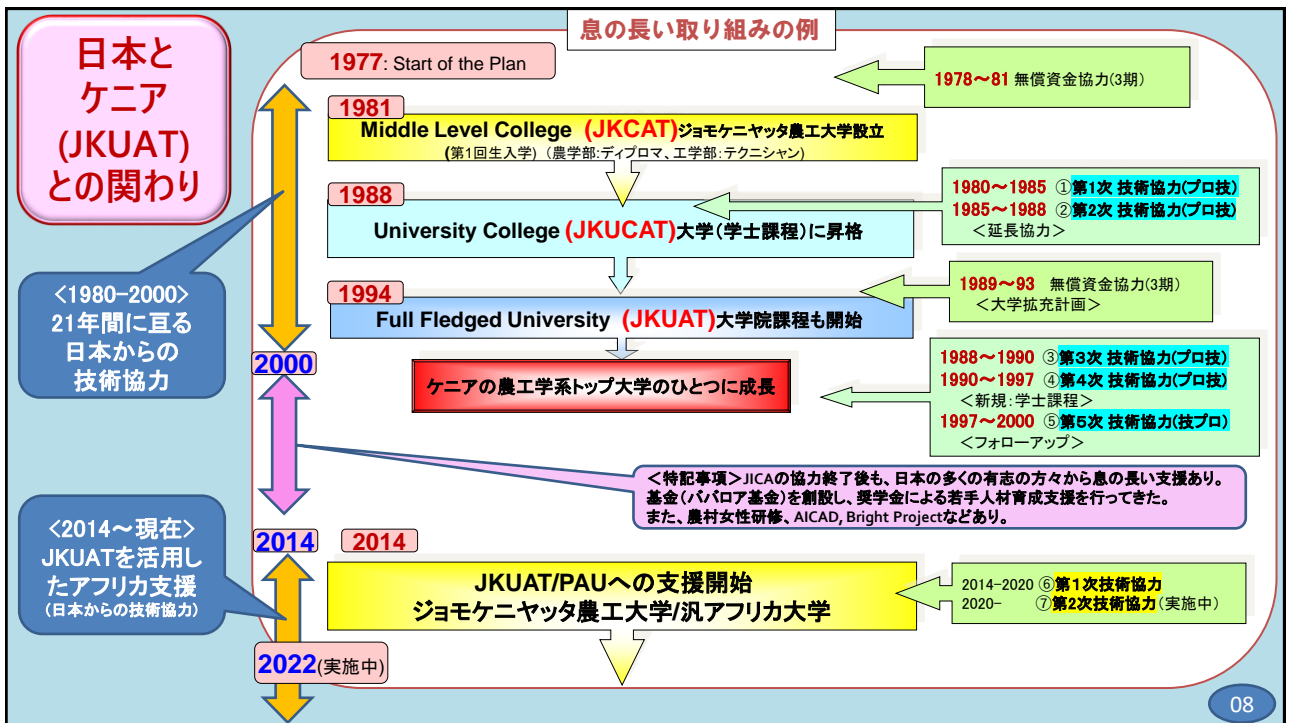 息の長い取り組みの例
日本と
ケニア
(JKUAT)
との関わり
1977: Start of the Plan
1978～81 無償資金協力(3期)
1981
Middle Level College (JKCAT)ジョモケニヤッタ農工大学設立
(第1回生入学) (農学部:ディプロマ、工学部:テクニシャン)
1980～1985 ①第1次 技術協力(プロ技)
1985～1988 ②第2次 技術協力(プロ技)
＜延長協力＞
1988
University College (JKUCAT)大学(学士課程)に昇格
<1980-2000>
21年間に亘る
日本からの
技術協力
1989～93 無償資金協力(3期)
＜大学拡充計画＞
1994
Full Fledged University (JKUAT)大学院課程も開始
2000
ケニアの農工学系トップ大学のひとつに成長
1988～1990 ③第3次 技術協力(プロ技)
1990～1997 ④第4次 技術協力(プロ技)
＜新規:学士課程＞
1997～2000 ⑤第5次 技術協力(技プロ)
＜フォローアップ＞
＜特記事項＞JICAの協力終了後も、日本の多くの有志の方々から息の長い支援あり。
基金(パパロア基金)を創設し、奨学金による若手人材育成支援を行ってきた。
また、農村女性研修、AICAD, Bright Projectなどあり。
<2014～現在>
JKUATを活用し
たアフリカ支援
(日本からの技術協力)
2014
2014
JKUAT/PAUへの支援開始
ジョモケニヤッタ農工大学/汎アフリカ大学
2014-2020 ⑥第1次技術協力
2020- ⑦第2次技術協力(実施中)
2022(実施中)
08